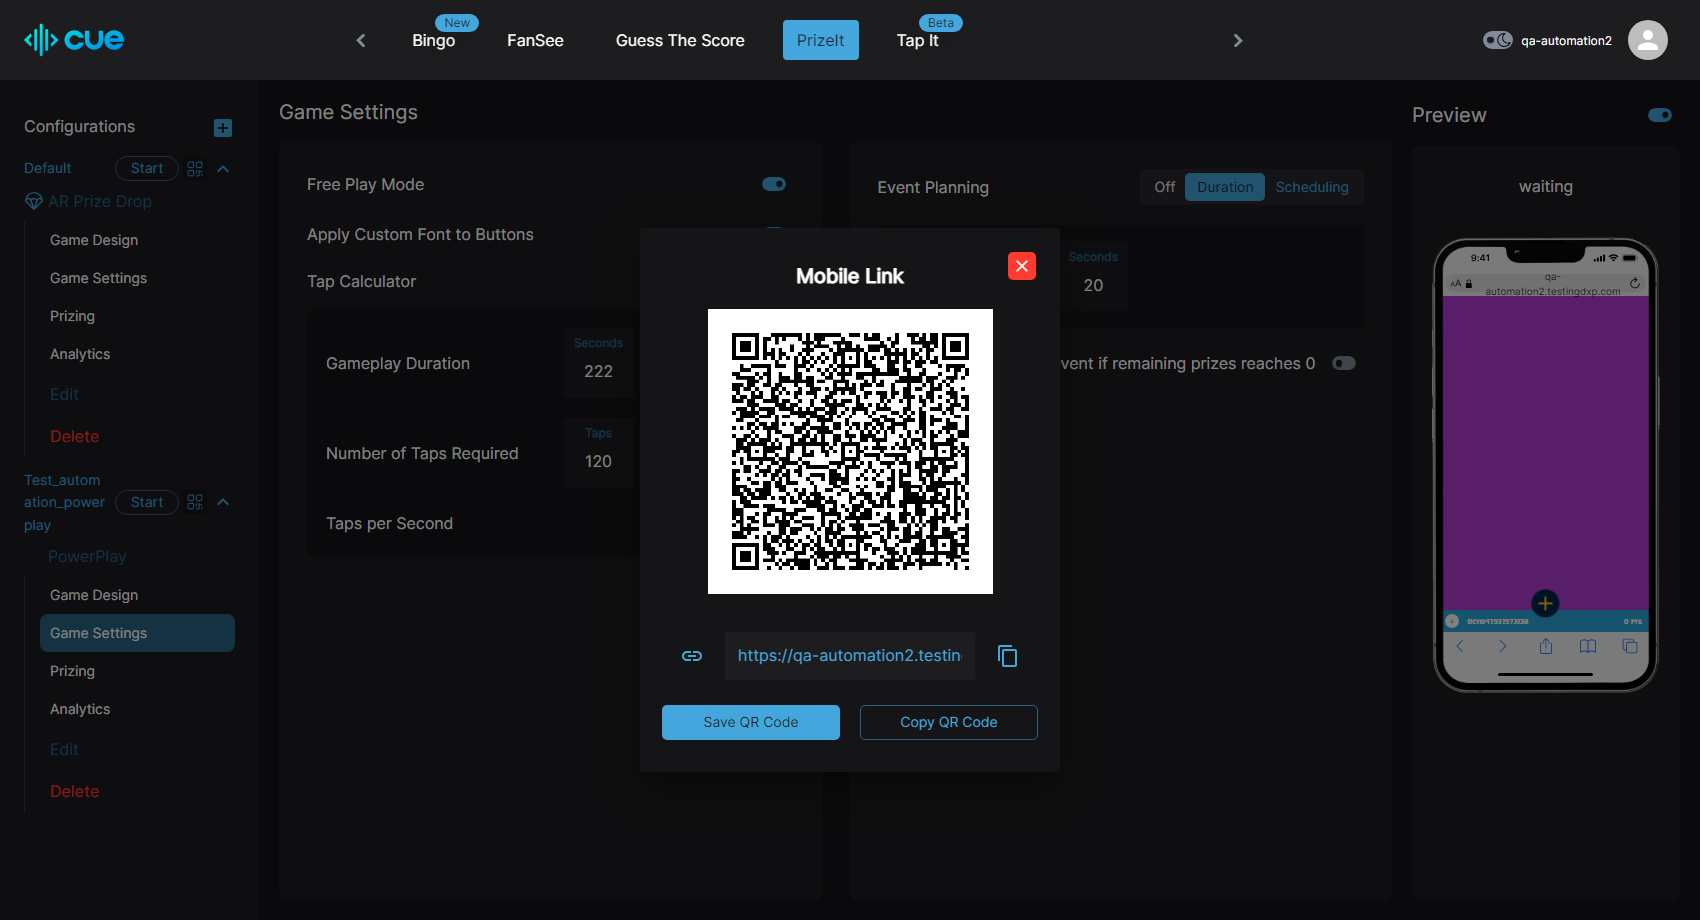 cue
New
Bingo
FanSee
Guess The Score
PrizeIt
Beta
Tap It
qa-automation2
Configurations
Default
Start
AR Prize Drop
Game Design
Game Settings
Prizing
Analytics
Edit
Delete
Test_autom
ation_power
play
Start
PowerPlay
Game Design
Game Settings
Prizing
Analytics
Edit
Delete
Game Settings
Free Play Mode
Apply Custom Font to Buttons
Tap Calculator
Gameplay Duration
Seconds
222
Number of Taps Required
Taps
120
Taps per Second
Event Planning
Off
Duration
Scheduling
Seconds
20
vent if remaining prizes reaches 0
Mobile Link
https://qa-automation2.testin
Save QR Code
Copy QR Code
Preview
waiting
9:41
AA
qa-
automation2.testingdxp.com
0 PTS.